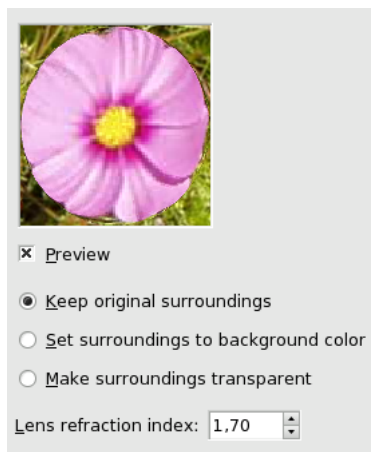 Preview
Keep original surroundings
Set surroundings to background color
Make surroundings transparent
Lens refraction index: 1,70